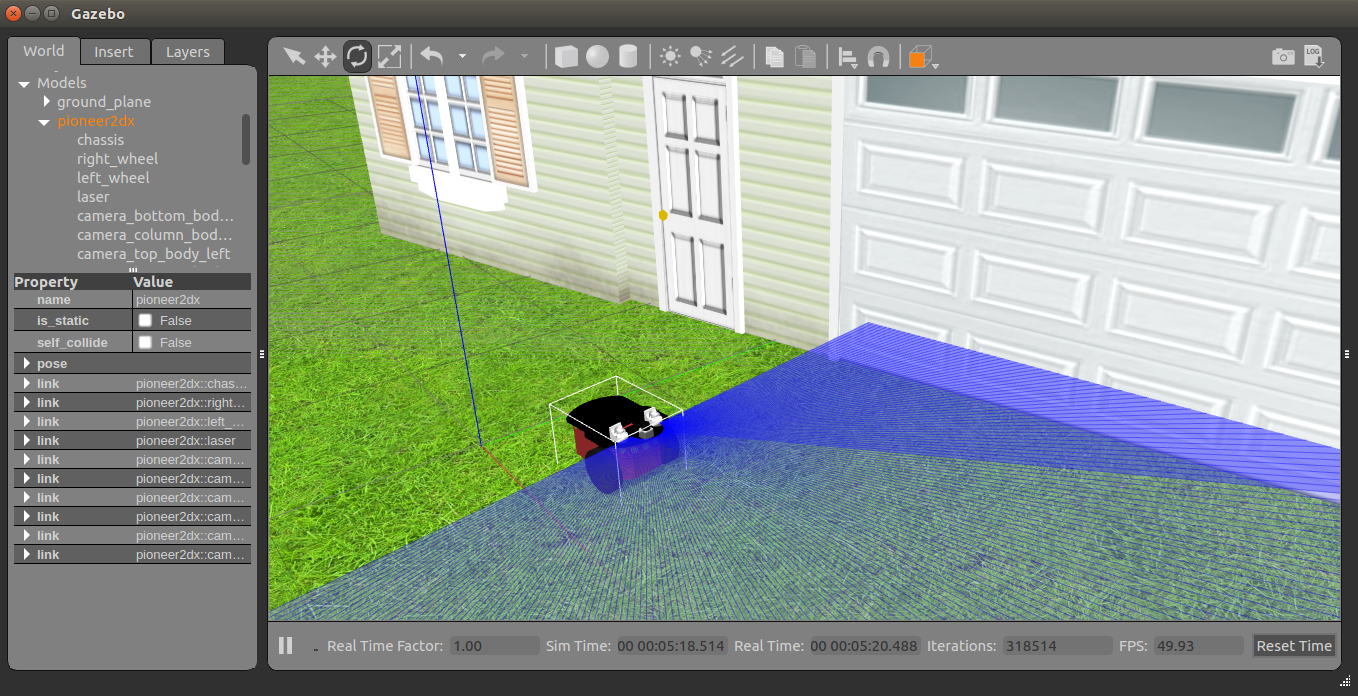 Gazebo
World Insert Layers
Models
ground_plane
pioneer2dx
chassis
right_wheel
left_wheel
laser
camera_bottom_bod...
camera_column_bod...
camera_top_body_left
Property Value
name pioneer2dx
is_static False
self_collide False
pose
link pioneer2dx::chas...
link pioneer2dx::right...
link pioneer2dx::left_...
link pioneer2dx::laser
link pioneer2dx::cam...
link pioneer2dx::cam...
link pioneer2dx::cam...
link pioneer2dx::cam...
link pioneer2dx::cam...
link pioneer2dx::cam...
LOG
Real Time Factor: 1.00 Sim Time: 00 00:05:18.514 Real Time: 00 00:05:20.488 Iterations: 318514 FPS: 49.93 Reset Time